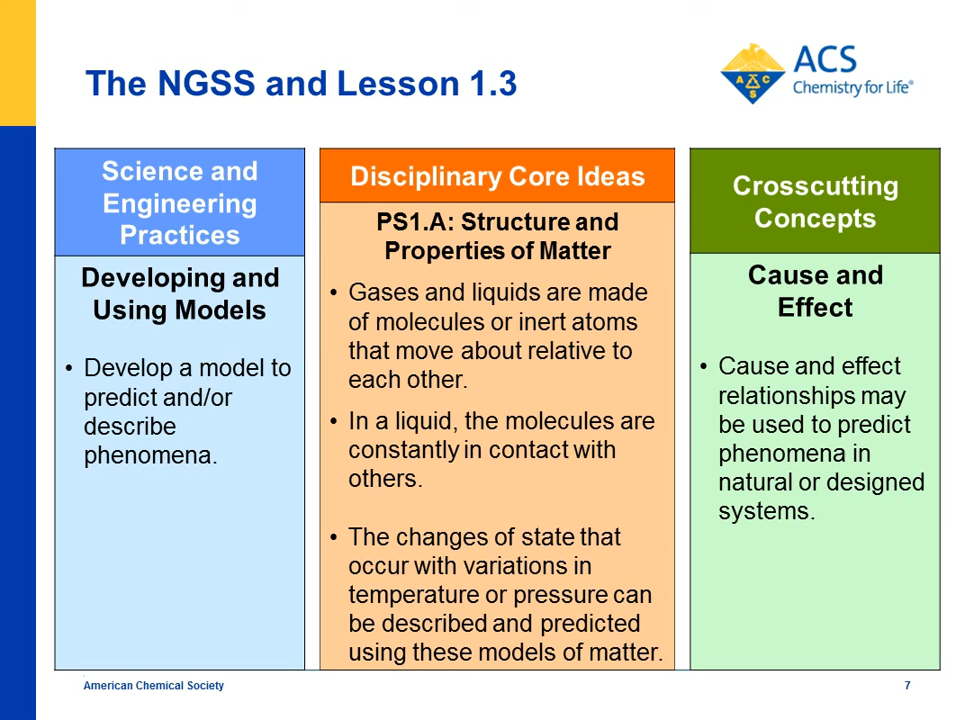 The NGSS and Lesson 1.3
ACS
Chemistry for Life®
A C S
Science and
Engineering
Practices
Developing and
Using Models
• Develop a model to
predict and/or
describe
phenomena.
Disciplinary Core Ideas
PS1.A: Structure and
Properties of Matter
• Gases and liquids are made
of molecules or inert atoms
that move about relative to
each other.
• In a liquid, the molecules are
constantly in contact with
others.
• The changes of state that
occur with variations in
temperature or pressure can
be described and predicted
using these models of matter.
Crosscutting
Concepts
Cause and
Effect
• Cause and effect
relationships may
be used to predict
phenomena in
natural or designed
systems.
American Chemical Society
7